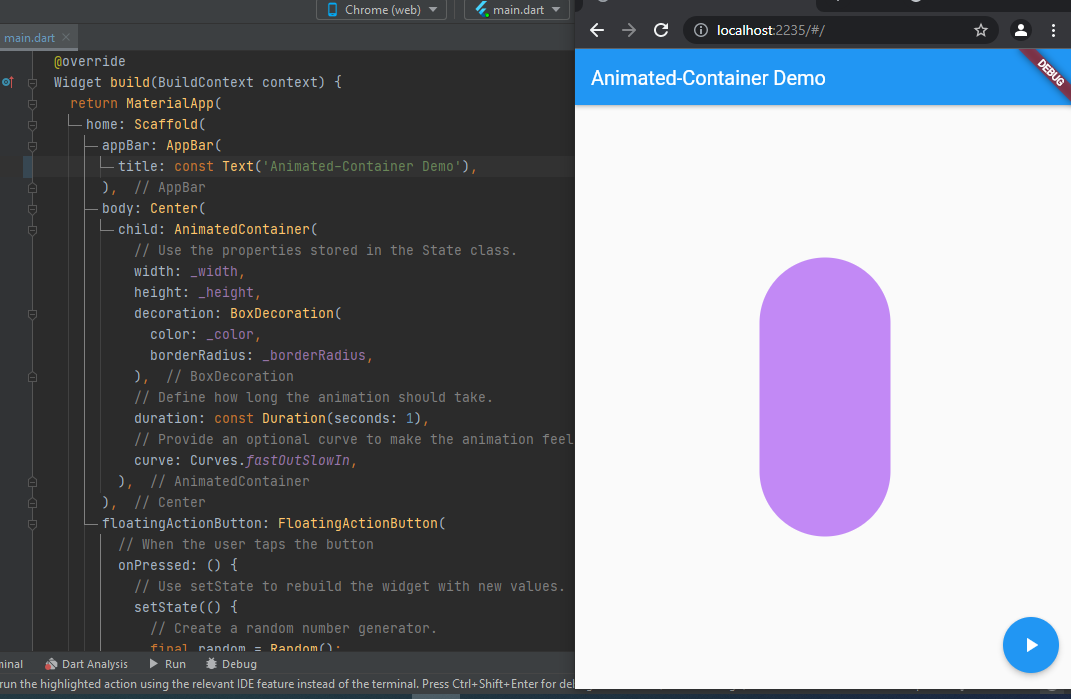 Chrome (web)
main.dart
main.dart
@override
Widget build(BuildContext context) {
return MaterialApp(
home: Scaffold(
appBar: AppBar(
title: const Text('Animated-Container Demo'),
), // AppBar
body: Center(
child: AnimatedContainer(
// Use the properties stored in the State class.
width: _width,
height: _height,
decoration: BoxDecoration(
color: _color,
borderRadius: _borderRadius,
), // BoxDecoration
// Define how long the animation should take.
duration: const Duration(seconds: 1),
// Provide an optional curve to make the animation feel
curve: Curves.fastOutSlowIn,
), // AnimatedContainer
), // Center
floatingActionButton: FloatingActionButton(
// When the user taps the button
onPressed: () {
// Use setState to rebuild the widget with new values.
setState(() {
// Create a random number generator.
final random = Random();
minal Dart Analysis Run Debug
run the highlighted action using the relevant IDE feature instead of the terminal. Press Ctrl+Shift+Enter for del
localhost:2235/#/
Animated-Container Demo
DEBUG